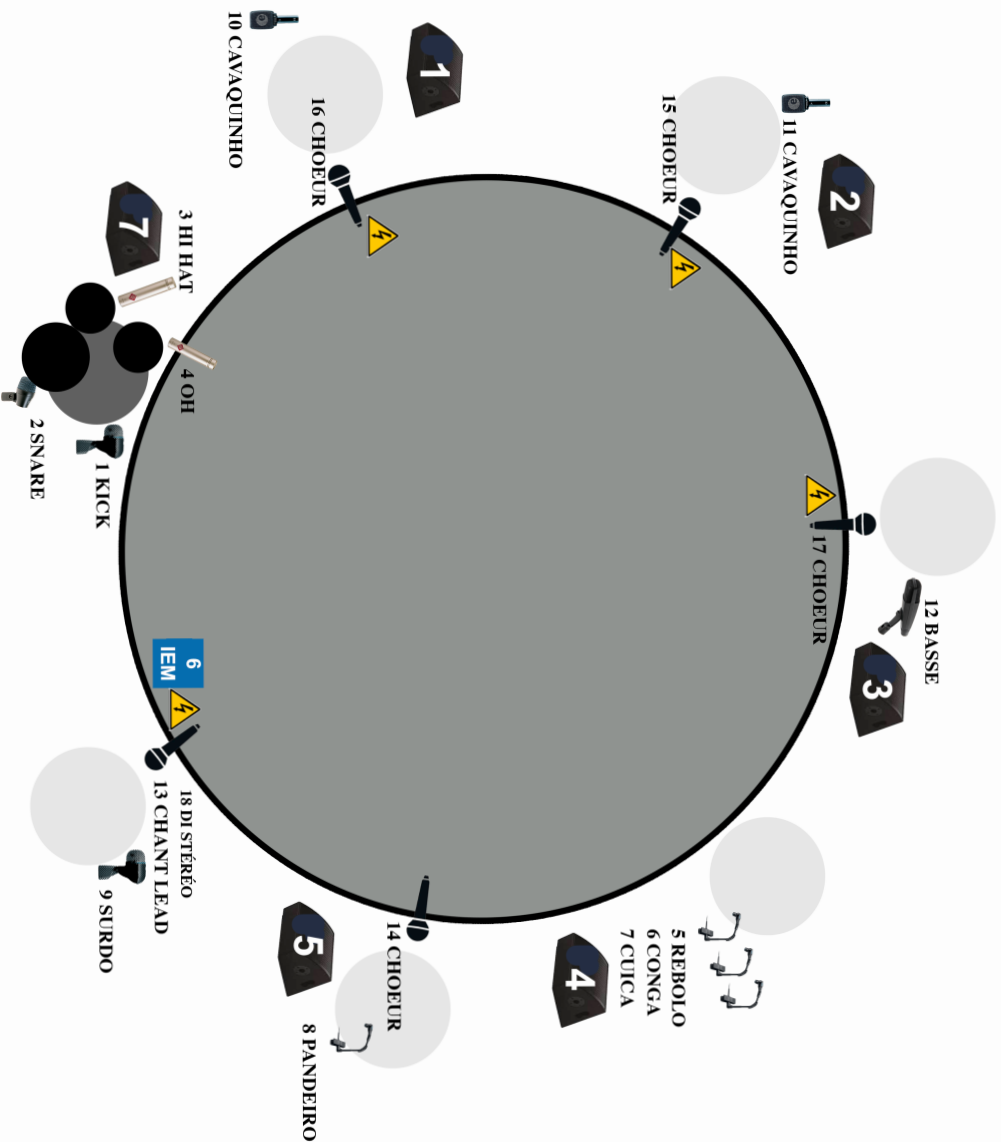 12 BASSE
3
2
17 CHOEUR
11 CAVAQUINHO
15 CHOEUR
5 REBOLO
6 CONGA
7 CUICA
4
1
14 CHOEUR
16 CHOEUR
5
8 PANDEIRO
10 CAVAQUINHO
3 HI HAT
4 OH
6
IEM
18 DI STÉRÉO
13 CHANT LEAD
7
1 KICK
9 SURDO
2 SNARE